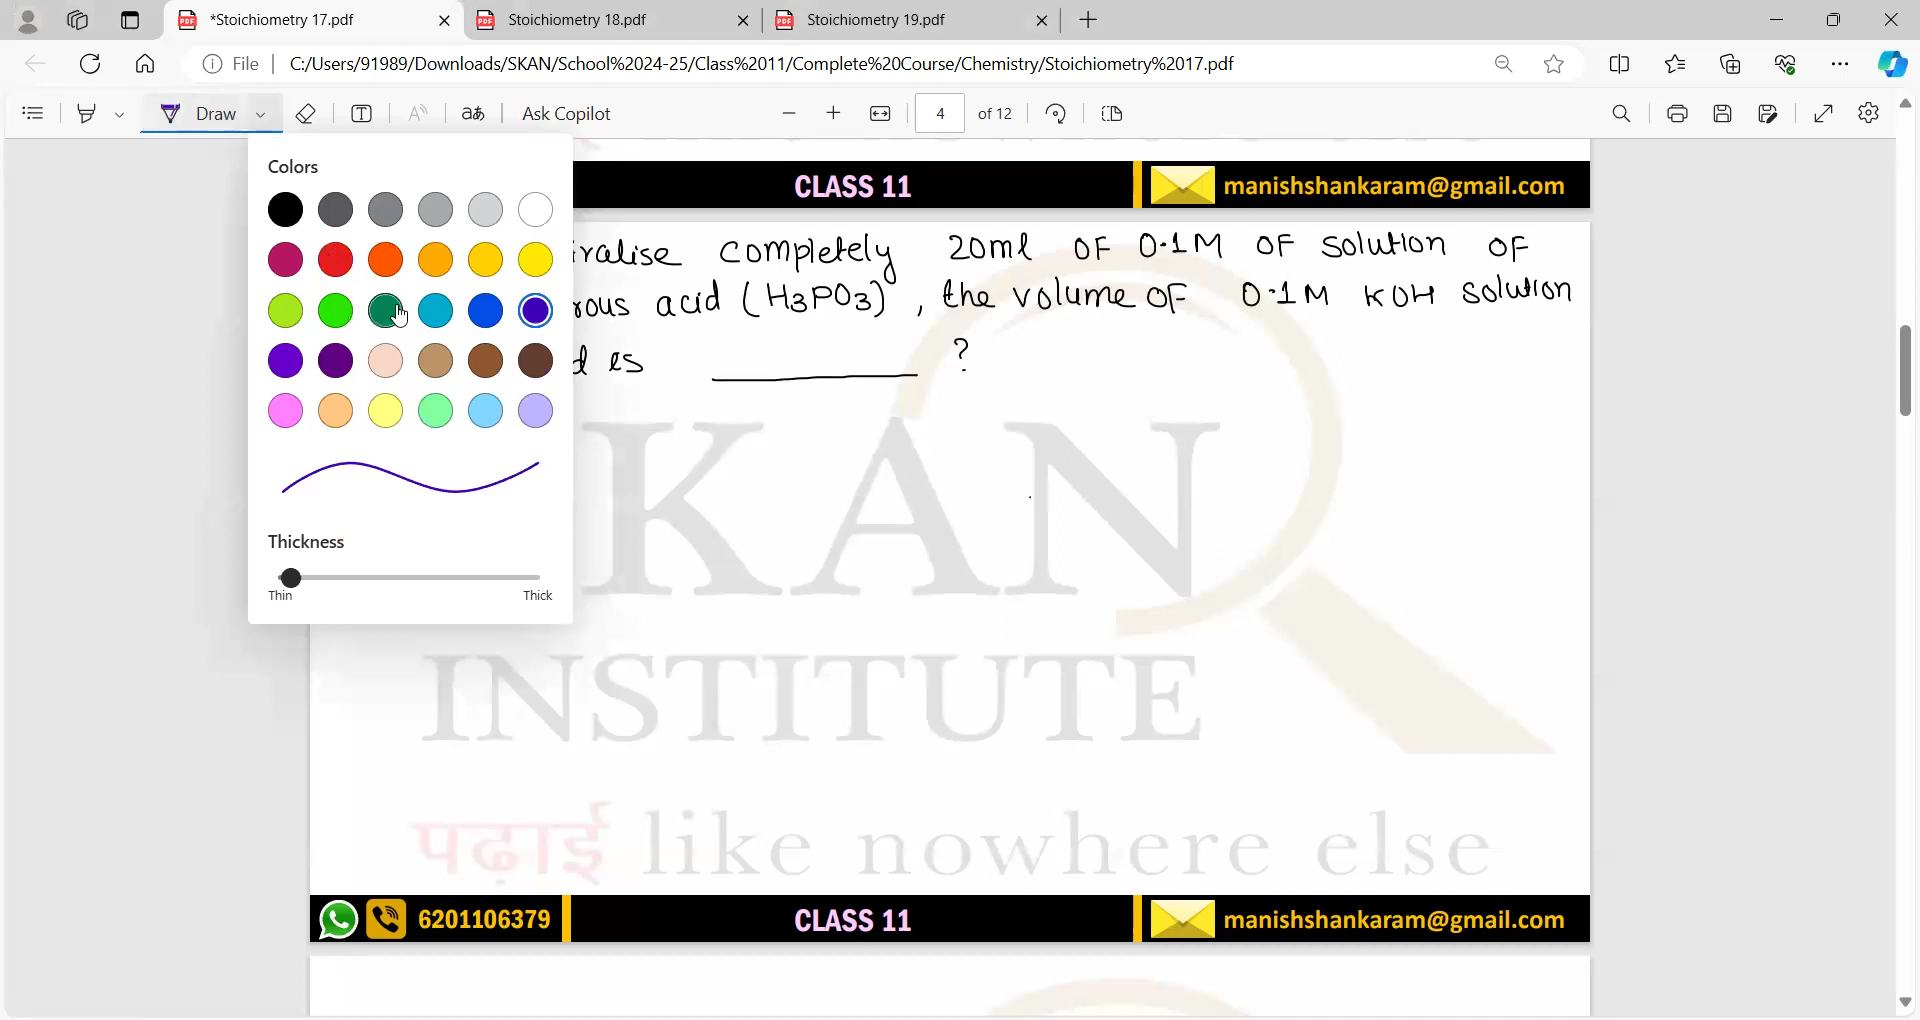 *Stoichiometry 17.pdf
Stoichiometry 18.pdf
Stoichiometry 19.pdf
File
C:/Users/91989/Downloads/SKAN/School%2024-25/Class%2011/Complete%20Course/Chemistry/Stoichiometry%2017.pdf
Draw
Ask Copilot
4 of 12
Colors
Thickness
Thin
Thick
CLASS 11
manishshankaram@gmail.com
ralise completely 20ml OF 0.1M OF solution OF
rous acid (H3PO3), the volume OF 0.1M KOH solution
d is ________ ?
SKAN
INSTITUTE
पढ़ाई like nowhere else
6201106379
CLASS 11
manishshankaram@gmail.com